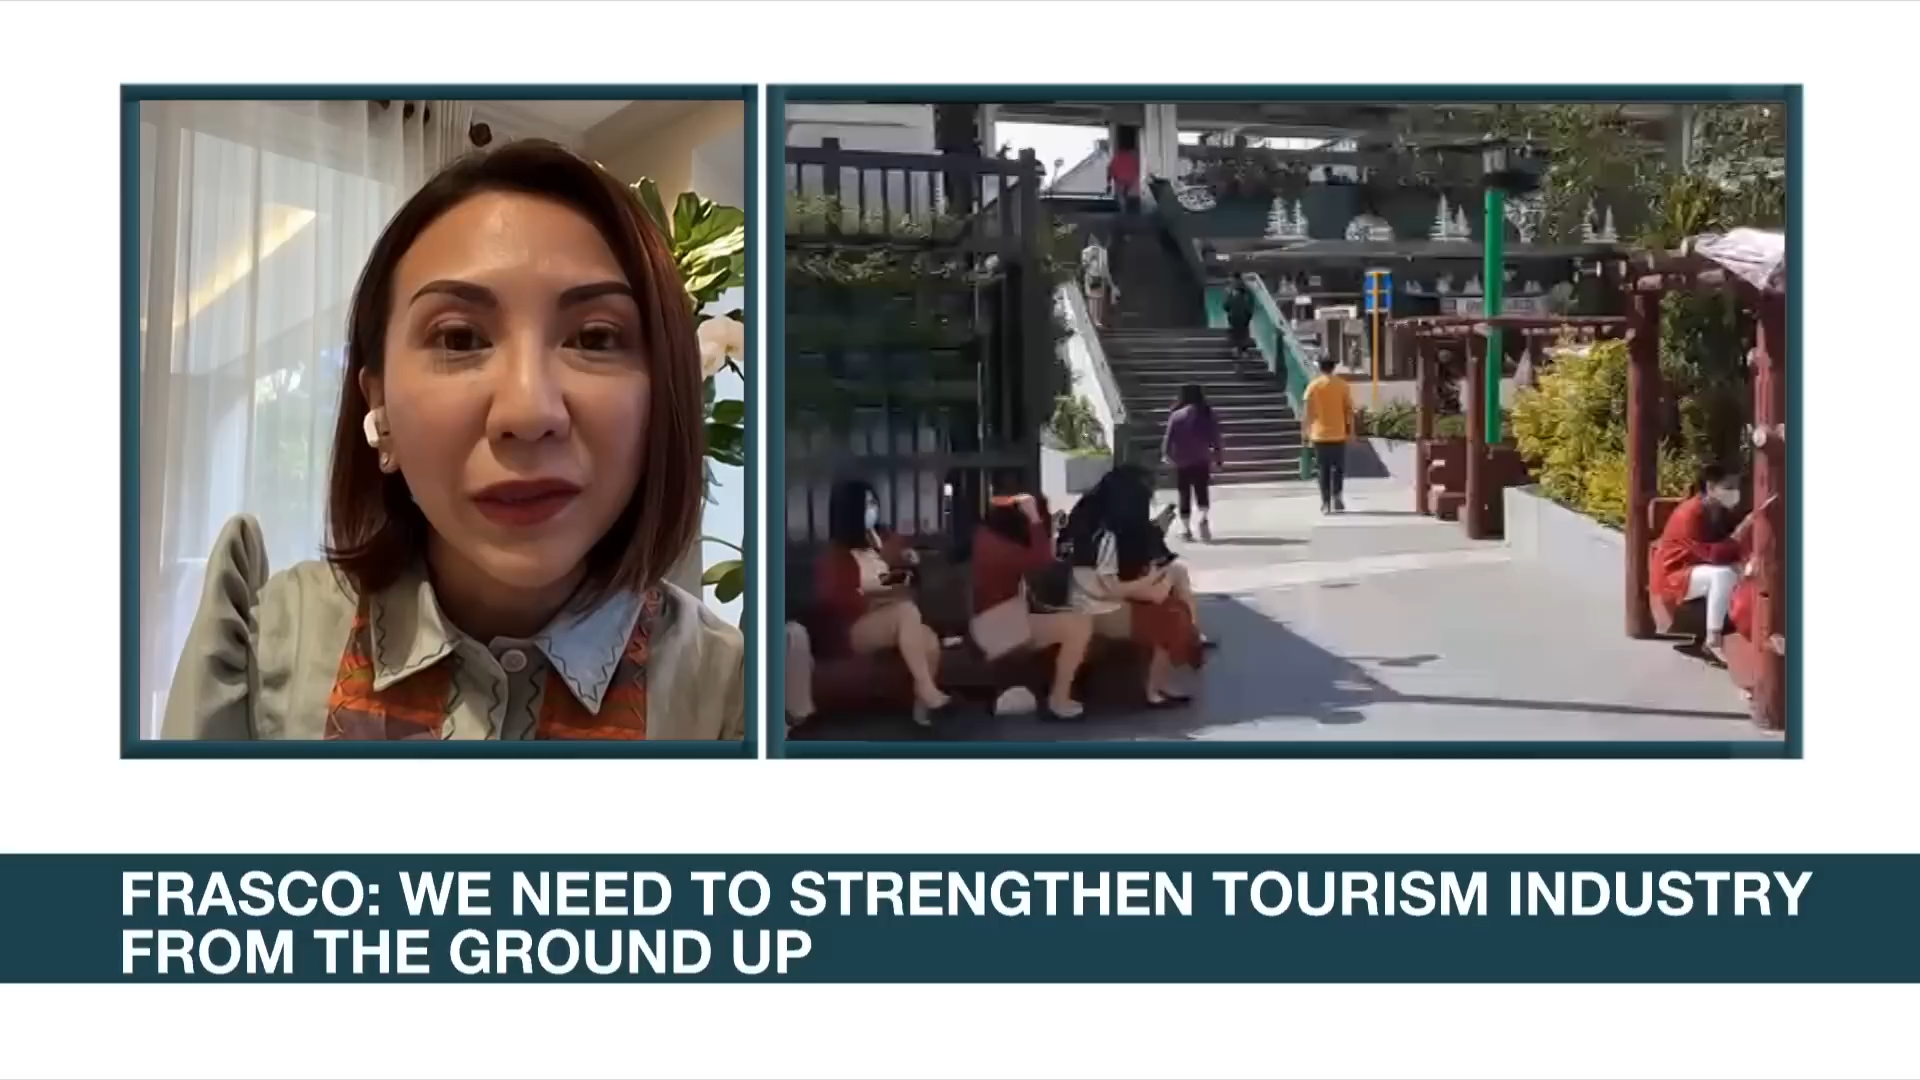 FRASCO: WE NEED TO STRENGTHEN TOURISM INDUSTRY
FROM THE GROUND UP